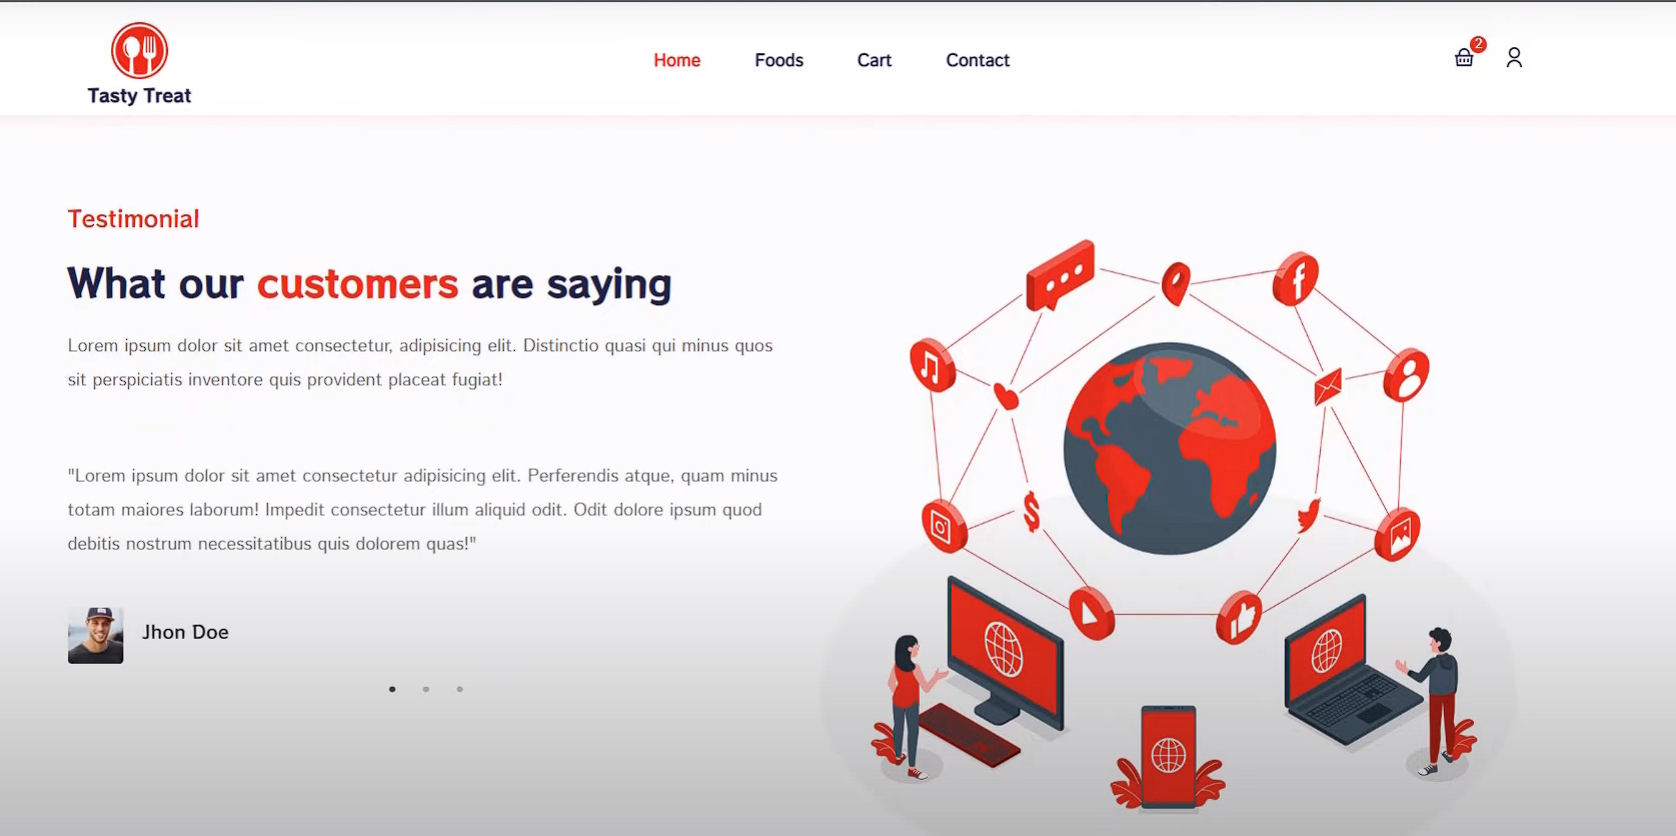 Tasty Treat
Home Foods Cart Contact
2
Testimonial
What our customers are saying
Lorem ipsum dolor sit amet consectetur, adipisicing elit. Distinctio quasi qui minus quos
sit perspiciatis inventore quis provident placeat fugiat!
"Lorem ipsum dolor sit amet consectetur adipisicing elit. Perferendis atque, quam minus
totam maiores laborum! Impedit consectetur illum aliquid odit. Odit dolore ipsum quod
debitis nostrum necessitatibus quis dolorem quas!"
Jhon Doe
f
$